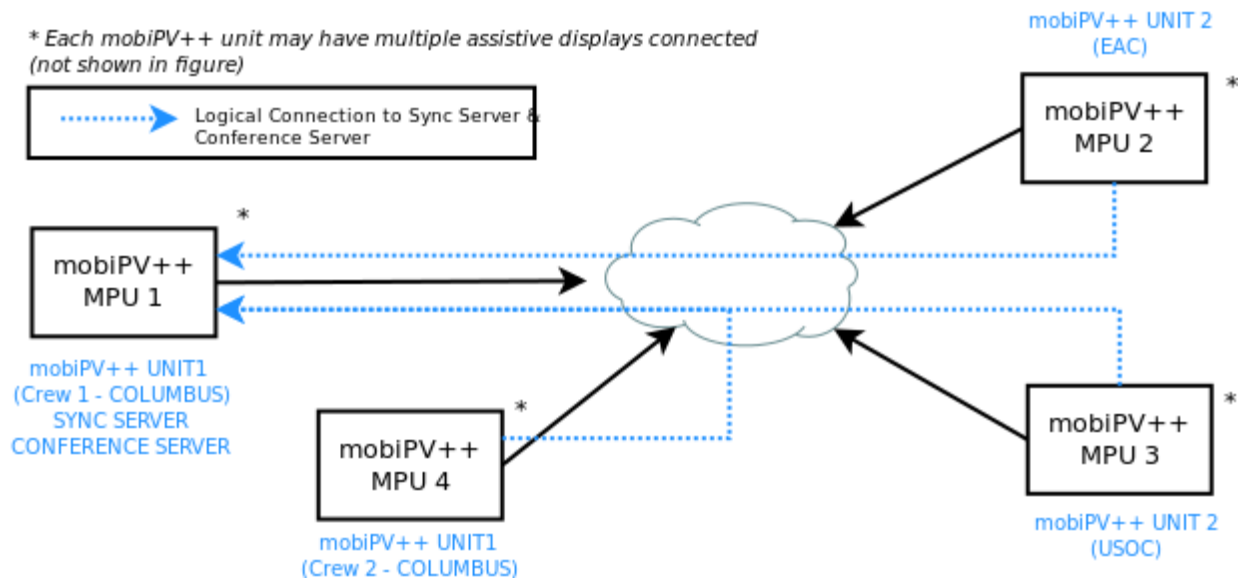 * Each mobiPV++ unit may have multiple assistive displays connected
(not shown in figure)
Logical Connection to Sync Server &
Conference Server
mobiPV++ UNIT 2
(EAC)
*
mobiPV++
MPU 2
*
mobiPV++
MPU 1
mobiPV++ UNIT1
(Crew 1 - COLUMBUS)
SYNC SERVER
CONFERENCE SERVER
*
mobiPV++
MPU 4
mobiPV++ UNIT1
(Crew 2 - COLUMBUS)
*
mobiPV++
MPU 3
mobiPV++ UNIT 2
(USOC)